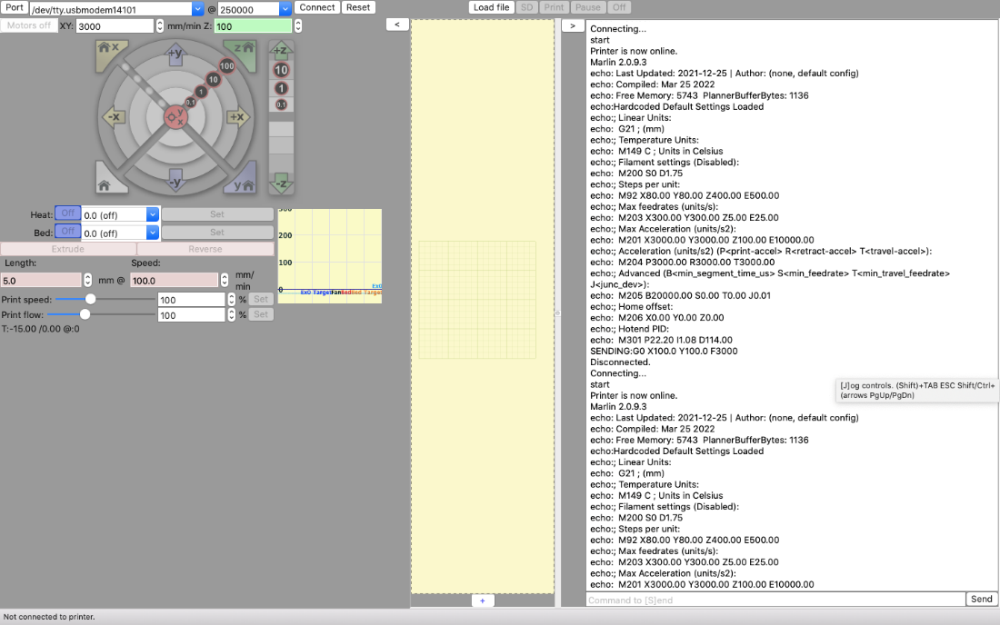 Port /dev/tty.usbmodem14101 @ 250000 Connect Reset Load file SD Print Pause Off
Motors off XY: 3000 mm/min Z: 100
< >
x +y z +z
100 10
10 1
1 0.1
0.1
-x y x +x
-y y -z
Heat: Off 0.0 (off) Set
Bed: Off 0.0 (off) Set
Extrude Reverse
Length: Speed:
5.0 mm @ 100.0 mm/
min
Print speed: 100 % Set
Print flow: 100 % Set
T:-15.00 /0.00 @:0
300
200
100
0
Ex0
Ex0 Target Fan Bed Bed Target
+
Connecting...
start
Printer is now online.
Marlin 2.0.9.3
echo: Last Updated: 2021-12-25 | Author: (none, default config)
echo: Compiled: Mar 25 2022
echo: Free Memory: 5743  PlannerBufferBytes: 1136
echo:Hardcoded Default Settings Loaded
echo:; Linear Units:
echo:  G21 ; (mm)
echo:; Temperature Units:
echo:  M149 C ; Units in Celsius
echo:; Filament settings (Disabled):
echo:  M200 S0 D1.75
echo:; Steps per unit:
echo:  M92 X80.00 Y80.00 Z400.00 E500.00
echo:; Max feedrates (units/s):
echo:  M203 X300.00 Y300.00 Z5.00 E25.00
echo:; Max Acceleration (units/s2):
echo:  M201 X3000.00 Y3000.00 Z100.00 E10000.00
echo:; Acceleration (units/s2) (P<print-accel> R<retract-accel> T<travel-accel>):
echo:  M204 P3000.00 R3000.00 T3000.00
echo:; Advanced (B<min_segment_time_us> S<min_feedrate> T<min_travel_feedrate>
J<junc_dev>):
echo:  M205 B20000.00 S0.00 T0.00 J0.01
echo:; Home offset:
echo:  M206 X0.00 Y0.00 Z0.00
echo:; Hotend PID:
echo:  M301 P22.20 I1.08 D114.00
SENDING:G0 X100.0 Y100.0 F3000
Disconnected.
Connecting...
start
Printer is now online.
Marlin 2.0.9.3
echo: Last Updated: 2021-12-25 | Author: (none, default config)
echo: Compiled: Mar 25 2022
echo: Free Memory: 5743  PlannerBufferBytes: 1136
echo:Hardcoded Default Settings Loaded
echo:; Linear Units:
echo:  G21 ; (mm)
echo:; Temperature Units:
echo:  M149 C ; Units in Celsius
echo:; Filament settings (Disabled):
echo:  M200 S0 D1.75
echo:; Steps per unit:
echo:  M92 X80.00 Y80.00 Z400.00 E500.00
echo:; Max feedrates (units/s):
echo:  M203 X300.00 Y300.00 Z5.00 E25.00
echo:; Max Acceleration (units/s2):
echo:  M201 X3000.00 Y3000.00 Z100.00 E10000.00
[J]og controls. (Shift)+TAB ESC Shift/Ctrl+
(arrows PgUp/PgDn)
Command to [S]end Send
Not connected to printer.